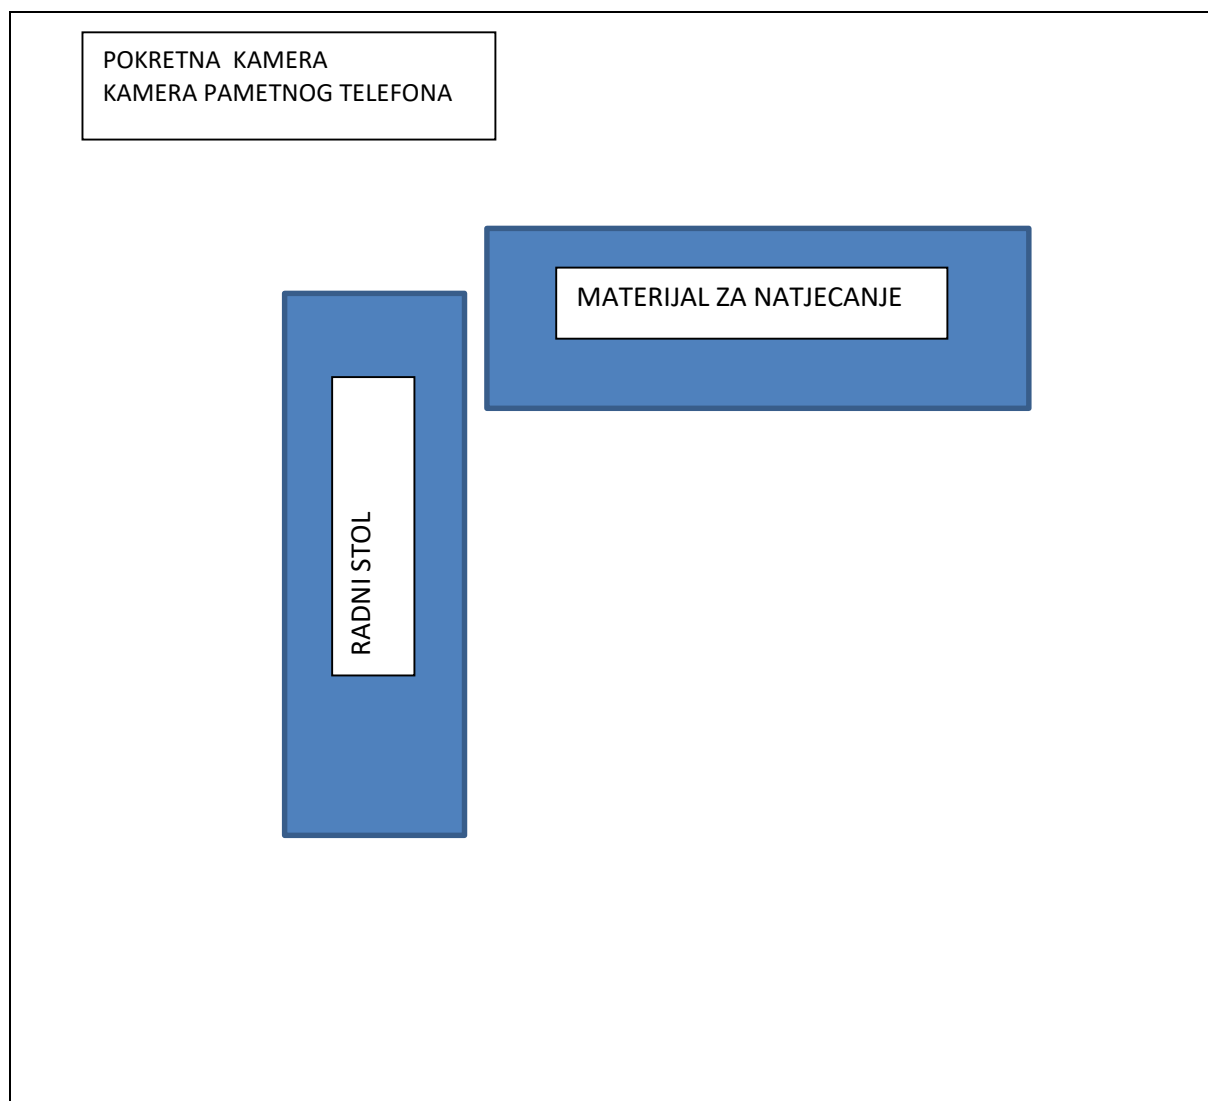 POKRETNA KAMERA
KAMERA PAMETNOG TELEFONA
MATERIJAL ZA NATJECANJE
RADNI STOL